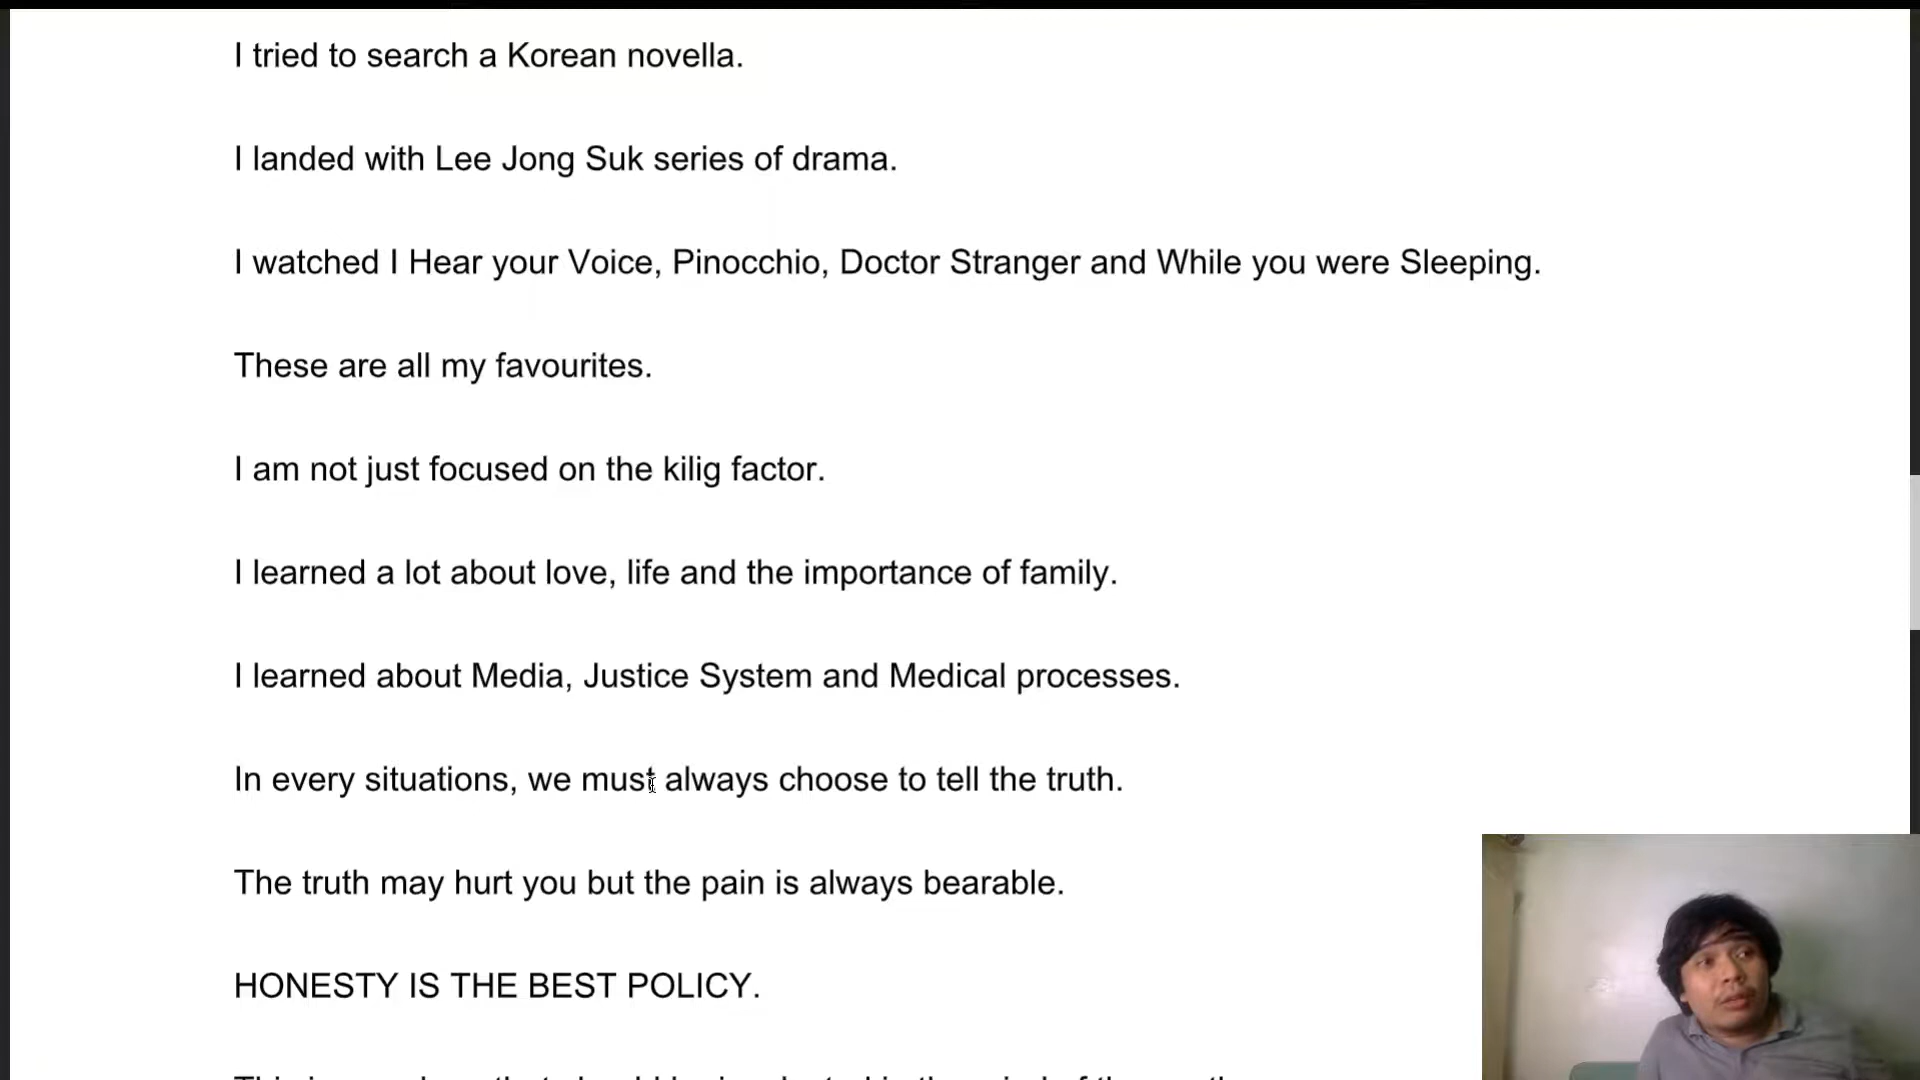 I tried to search a Korean novella.
I landed with Lee Jong Suk series of drama.
I watched I Hear your Voice, Pinocchio, Doctor Stranger and While you were Sleeping.
These are all my favourites.
I am not just focused on the kilig factor.
I learned a lot about love, life and the importance of family.
I learned about Media, Justice System and Medical processes.
In every situations, we must always choose to tell the truth.
The truth may hurt you but the pain is always bearable.
HONESTY IS THE BEST POLICY.